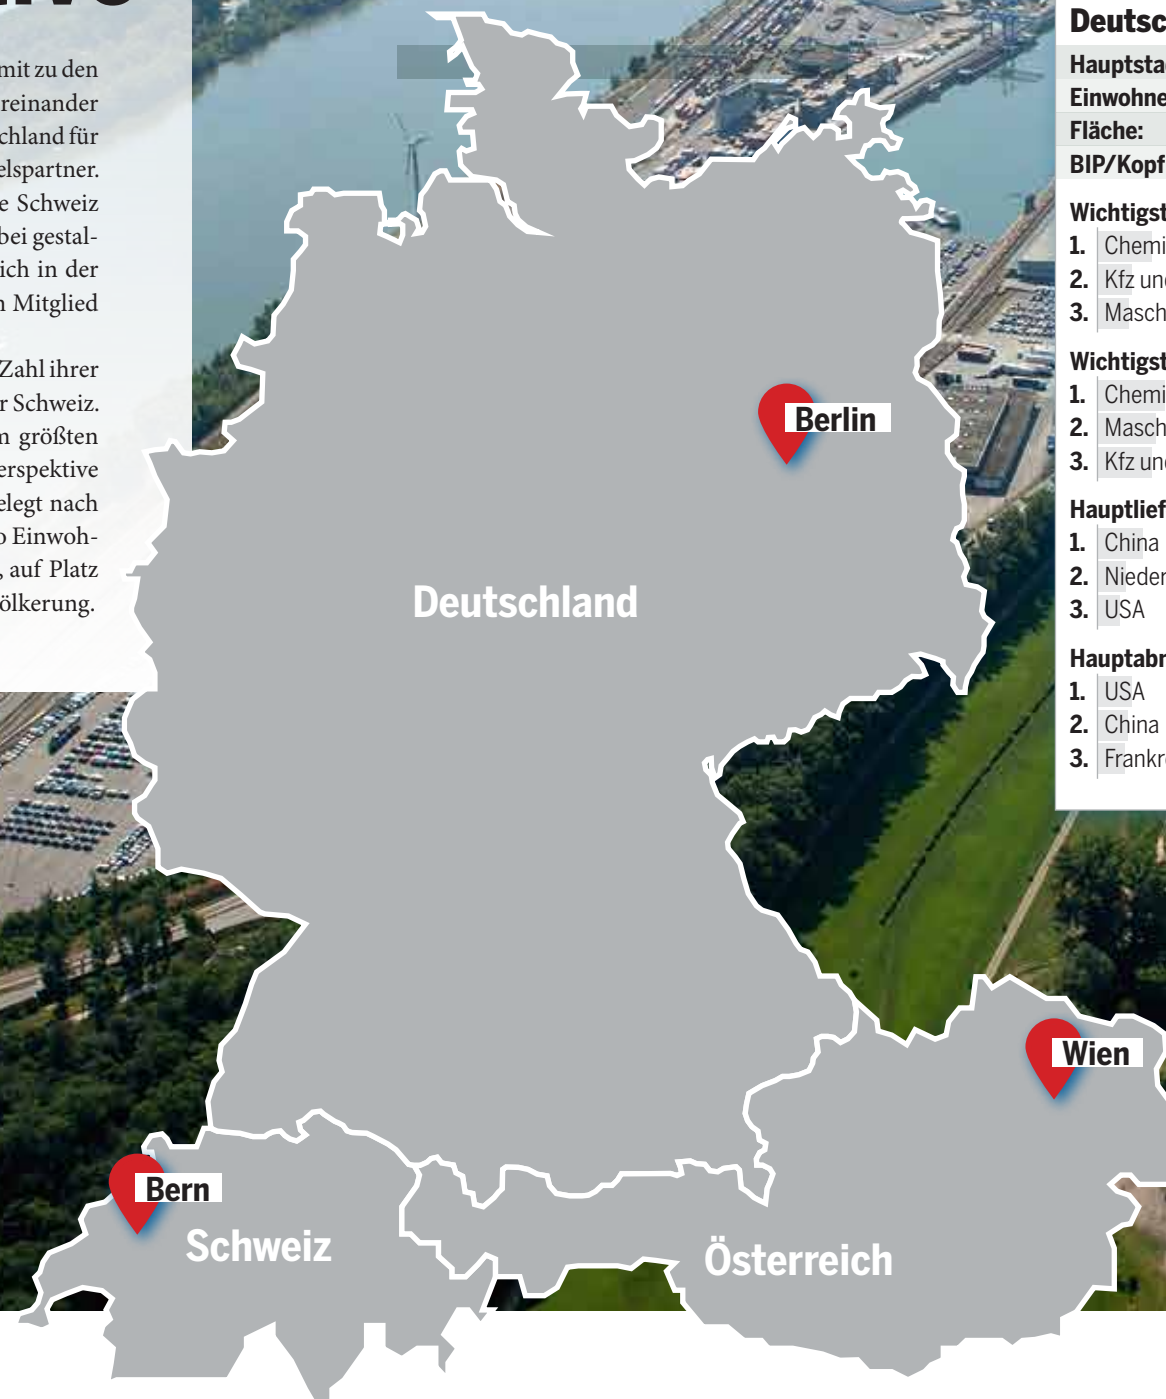 mit zu den
reinander
chland für
elspartner.
e Schweiz
bei gestal-
ich in der
n Mitglied
Zahl ihrer
r Schweiz.
n größten
erspektive
elegt nach
o Einwoh-
, auf Platz
ölkerung.
Berlin
Deutschland
Wien
Bern
Schweiz
Österreich
Deutsc
Hauptsta
Einwohne
Fläche:
BIP/Kopf
Wichtigst
1. Chemi
2. Kfz und
3. Masch
Wichtigst
1. Chemi
2. Masch
3. Kfz und
Hauptlief
1. China
2. Nieder
3. USA
Hauptabn
1. USA
2. China
3. Frankre